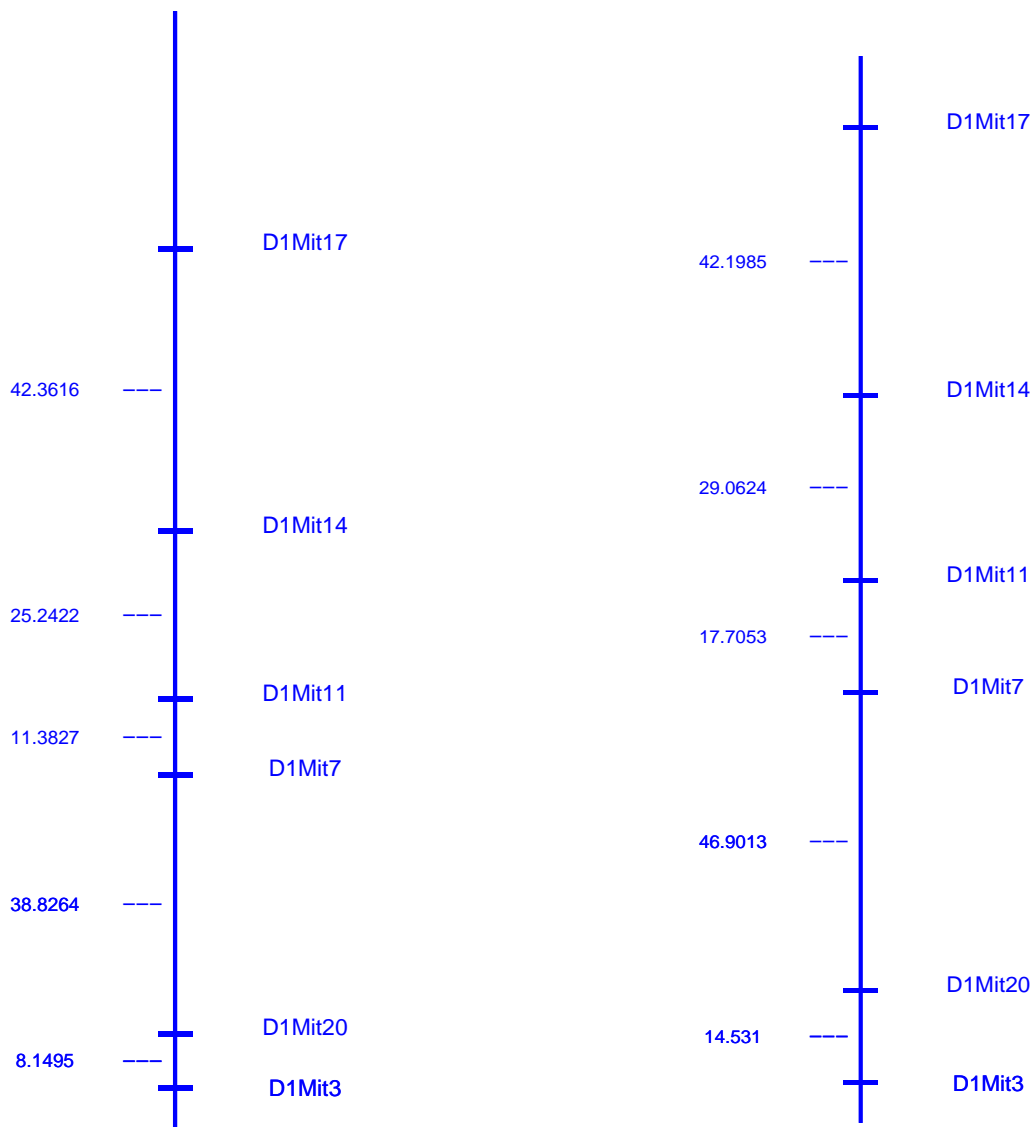 D1Mit17
42.3616
D1Mit14
25.2422
D1Mit11
11.3827
D1Mit7
38.8264
D1Mit20
8.1495
D1Mit3
D1Mit17
42.1985
D1Mit14
29.0624
D1Mit11
17.7053
D1Mit7
46.9013
D1Mit20
14.531
D1Mit3